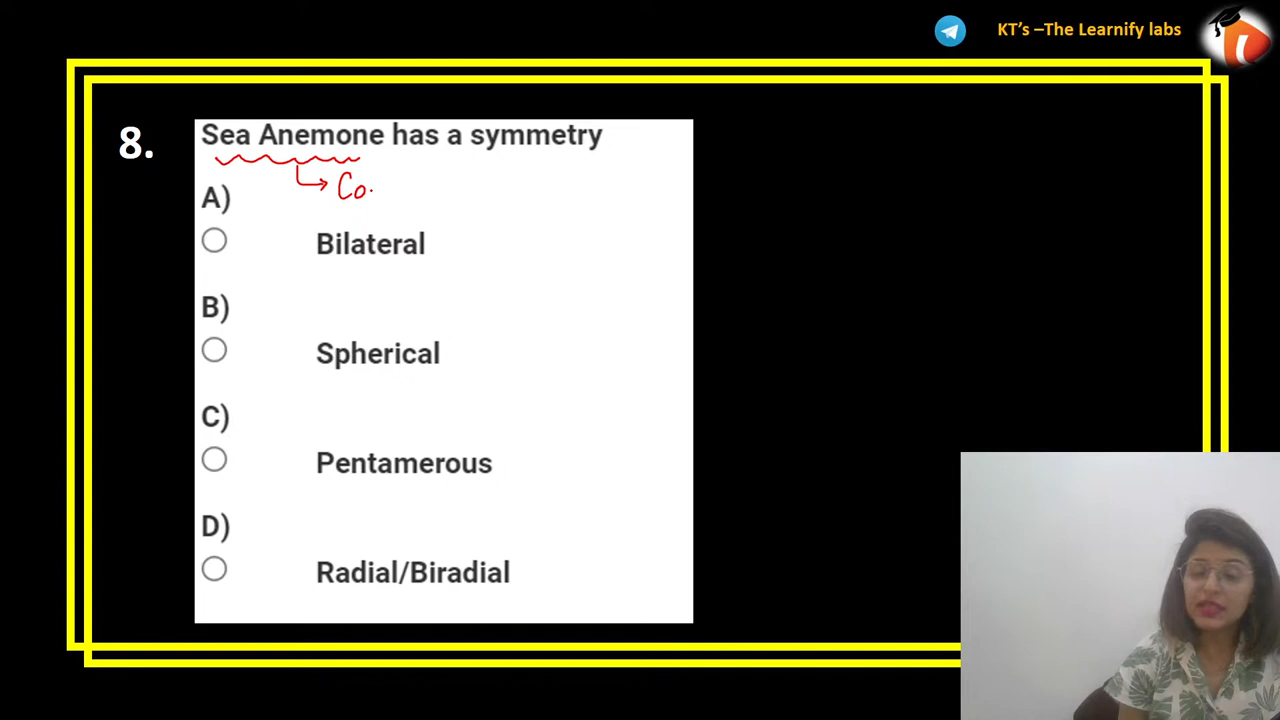 KT's –The Learnify labs
8.
Sea Anemone has a symmetry
Co
A)
Bilateral
B)
Spherical
C)
Pentamerous
D)
Radial/Biradial